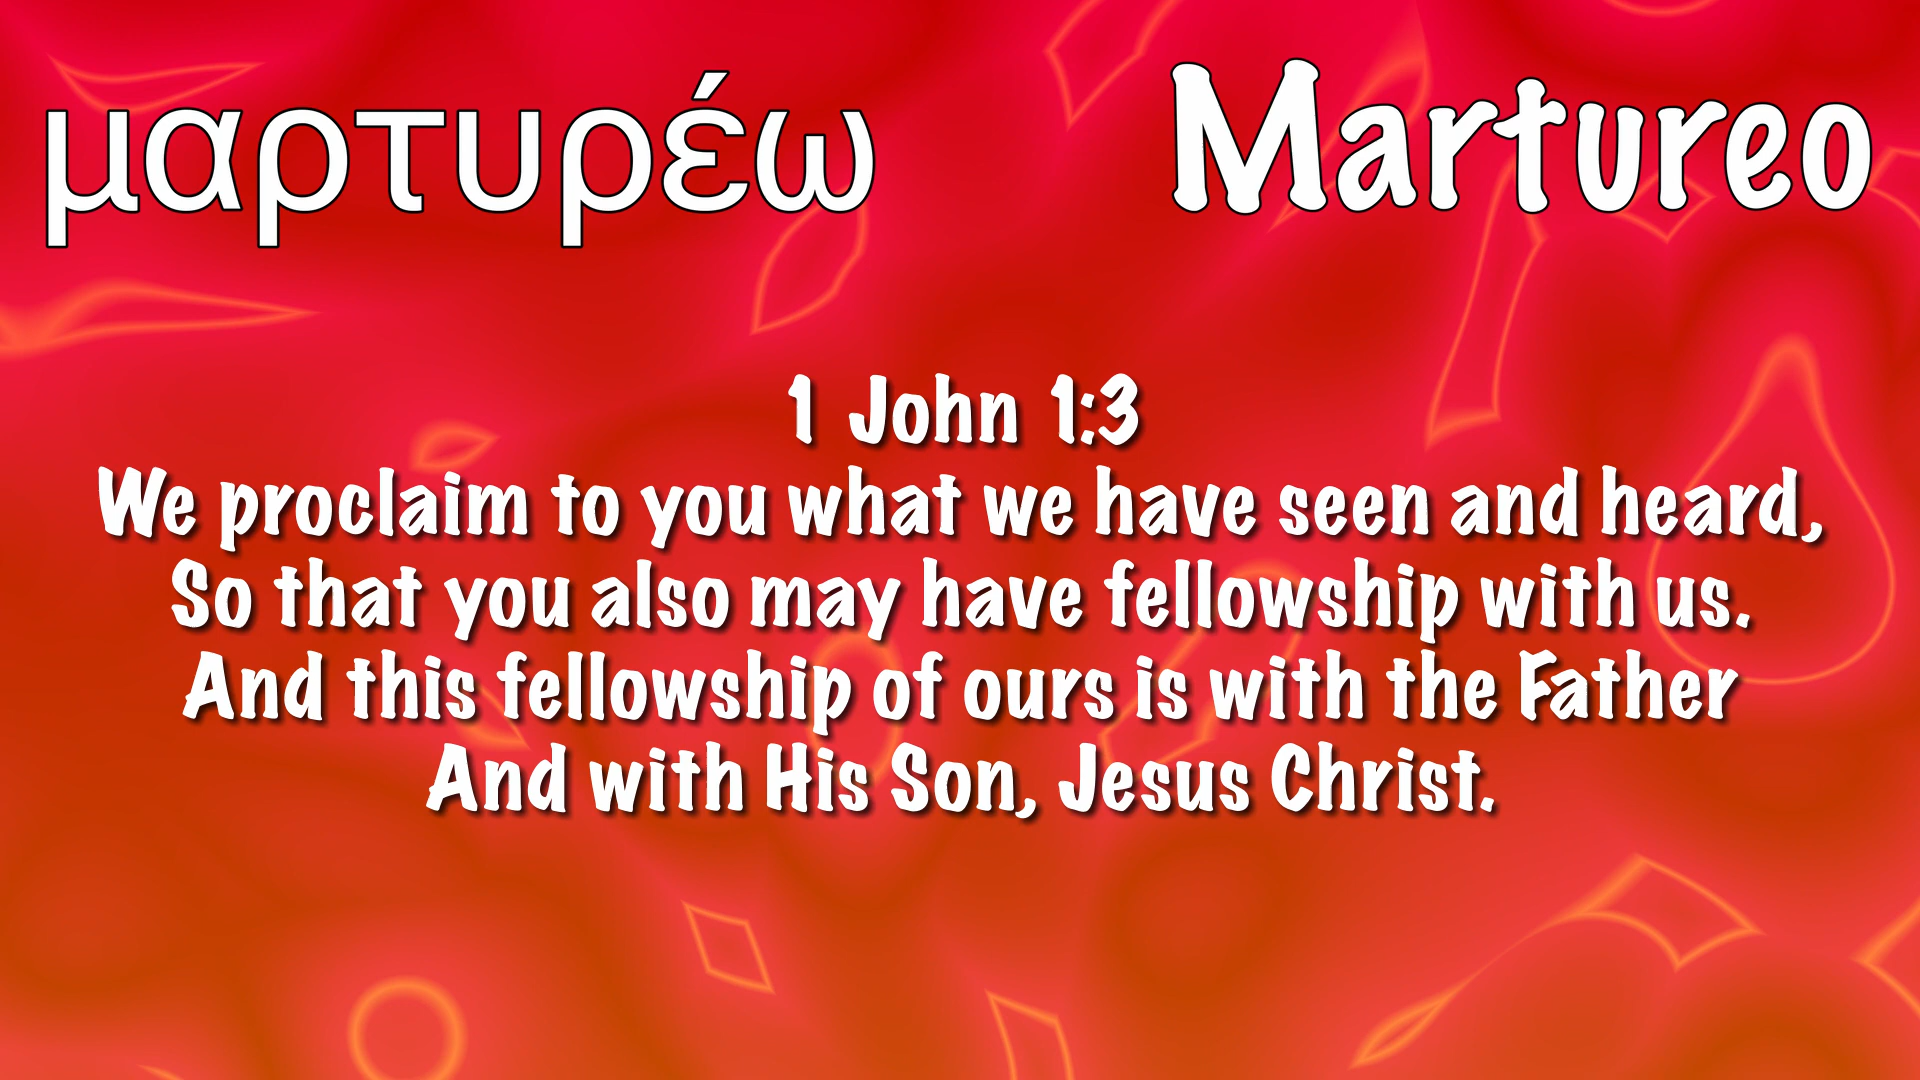 μαρτυρέω Martureo
1 John 1:3
We proclaim to you what we have seen and heard,
So that you also may have fellowship with us.
And this fellowship of ours is with the Father
And with His Son, Jesus Christ.